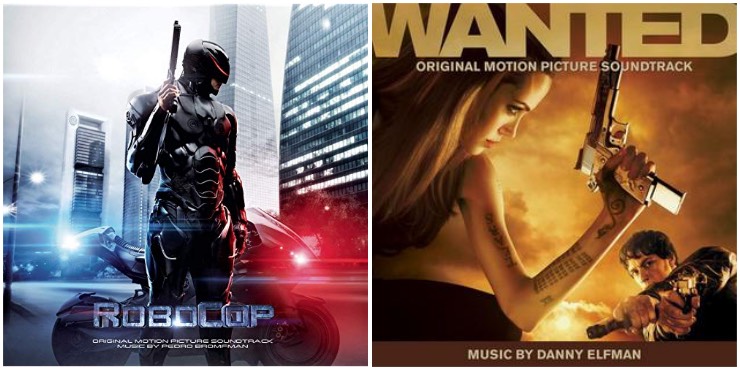 ROBOCOP
ORIGINAL MOTION PICTURE SOUNDTRACK
MUSIC BY PEDRO BROMFMAN
WANTED
ORIGINAL MOTION PICTURE SOUNDTRACK
MUSIC BY DANNY ELFMAN